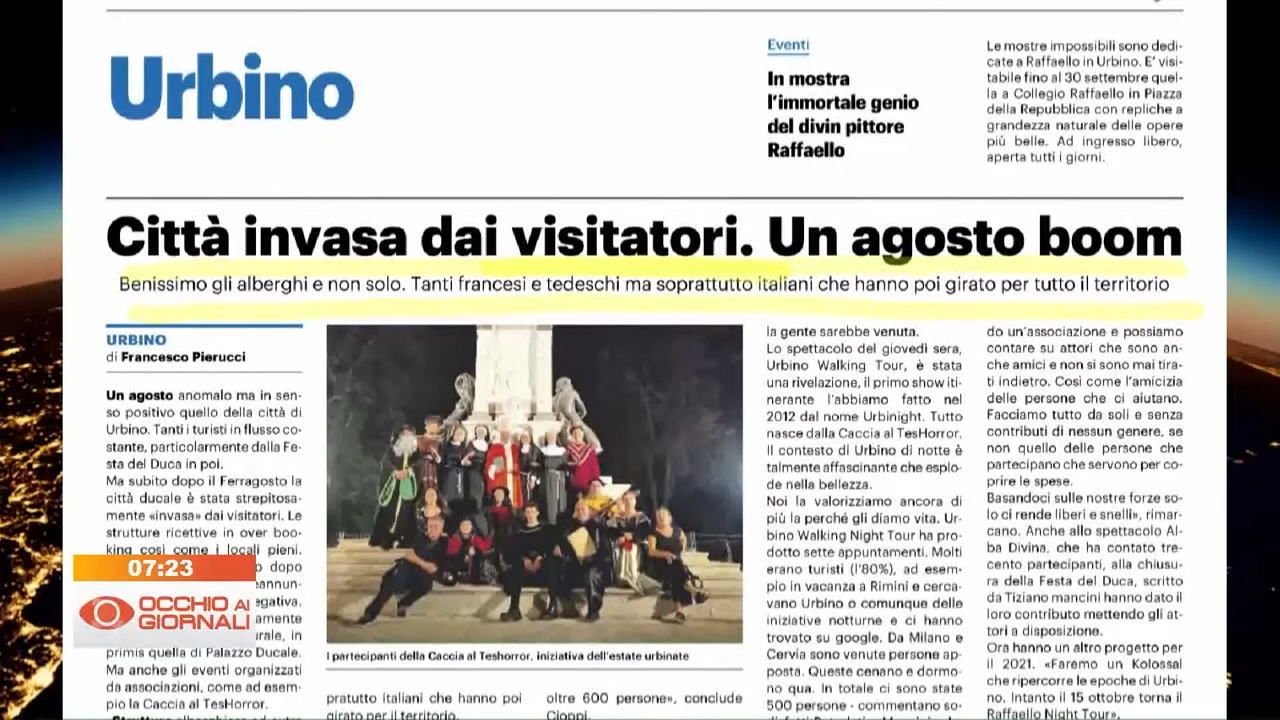 Urbino
Eventi
In mostra
l'immortale genio
del divin pittore
Raffaello
Le mostre impossibili sono dedi-
cate a Raffaello in Urbino. E' visi-
tabile fino al 30 settembre quel-
la a Collegio Raffaello in Piazza
della Repubblica con repliche a
grandezza naturale delle opere
più belle. Ad ingresso libero,
aperta tutti i giorni.
Città invasa dai visitatori. Un agosto boom
Benissimo gli alberghi e non solo. Tanti francesi e tedeschi ma soprattutto italiani che hanno poi girato per tutto il territorio
URBINO
di Francesco Pierucci
Un agosto anomalo ma in sen-
so positivo quello della città di
Urbino. Tanti i turisti in flusso co-
stante, particolarmente dalla Fe-
sta del Duca in poi.
Ma subito dopo il Ferragosto la
città ducale è stata strepitosa-
mente «invasa» dai visitatori. Le
strutture ricettive in over boo-
king così come i locali pieni.
o dopo
eannun-
egativa,
amente
urale, in
primis quella di Palazzo Ducale.
Ma anche gli eventi organizzati
da associazioni, come ad esem-
pio la Caccia al TesHorror.
07:23
OCCHIO AI
GIORNALI
I partecipanti della Caccia al Teshorror, iniziativa dell'estate urbinate
pratutto italiani che hanno poi
girato per il territorio.
oltre 600 persone», conclude
Cioppi.
la gente sarebbe venuta.
Lo spettacolo del giovedì sera,
Urbino Walking Tour, è stata
una rivelazione, il primo show iti-
nerante l'abbiamo fatto nel
2012 dal nome Urbinight. Tutto
nasce dalla Caccia al TesHorror.
Il contesto di Urbino di notte è
talmente affascinante che esplo-
de nella bellezza.
Noi la valorizziamo ancora di
più la perché gli diamo vita. Ur-
bino Walking Night Tour ha pro-
dotto sette appuntamenti. Molti
erano turisti (l'80%), ad esem-
pio in vacanza a Rimini e cerca-
vano Urbino o comunque delle
iniziative notturne e ci hanno
trovato su google. Da Milano e
Cervia sono venute persone ap-
posta. Queste cenano e dormo-
no qua. In totale ci sono state
500 persone - commentano so-
do un'associazione e possiamo
contare su attori che sono an-
che amici e non si sono mai tira-
ti indietro. Così come l'amicizia
delle persone che ci aiutano.
Facciamo tutto da soli e senza
contributi di nessun genere, se
non quello delle persone che
partecipano che servono per co-
prire le spese.
Basandoci sulle nostre forze so-
lo ci rende liberi e snelli», rimar-
cano. Anche allo spettacolo Al-
ba Divina, che ha contato tre-
cento partecipanti, alla chiusu-
ra della Festa del Duca, scritto
da Tiziano mancini hanno dato il
loro contributo mettendo gli at-
tori a disposizione.
Ora hanno un altro progetto per
il 2021. «Faremo un Kolossal
che ripercorre le epoche di Urbi-
no. Intanto il 15 ottobre torna il
Raffaello Night Tour».